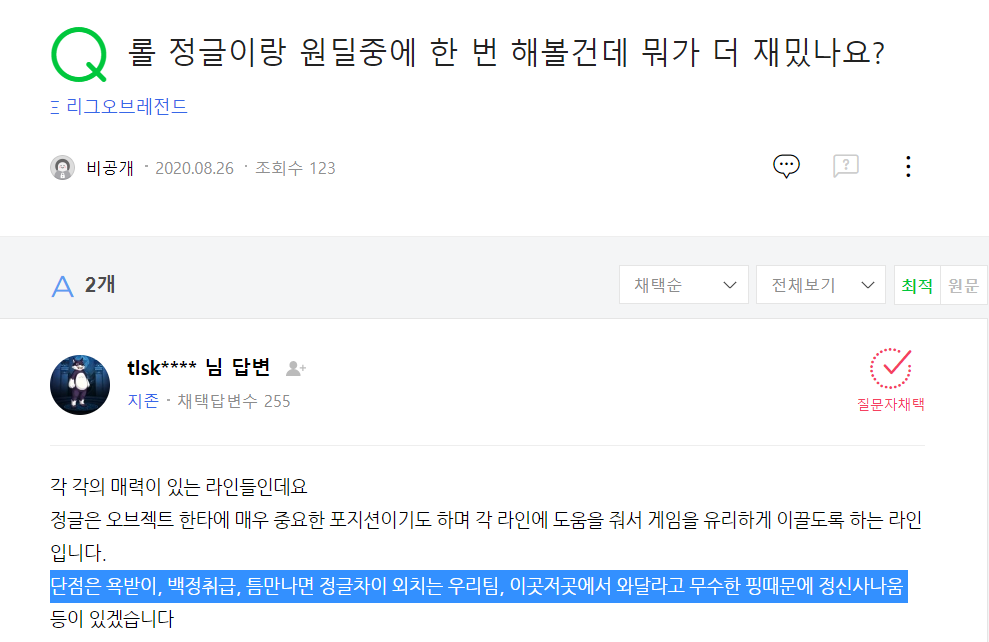 Q 롤 정글이랑 원딜중에 한 번 해볼건데 뭐가 더 재밌나요?
리그오브레전드
비공개 · 2020.08.26 · 조회수 123
A 2개
채택순 전체보기 최적 원문
tlsk**** 님 답변
지존 · 채택답변수 255
질문자채택
각 각의 매력이 있는 라인들인데요
정글은 오브젝트 한타에 매우 중요한 포지션이기도 하며 각 라인에 도움을 줘서 게임을 유리하게 이끌도록 하는 라인
입니다.
단점은 욕받이, 백정취급, 틈만나면 정글차이 외치는 우리팀, 이곳저곳에서 와달라고 무수한 핑때문에 정신사나움
등이 있겠습니다